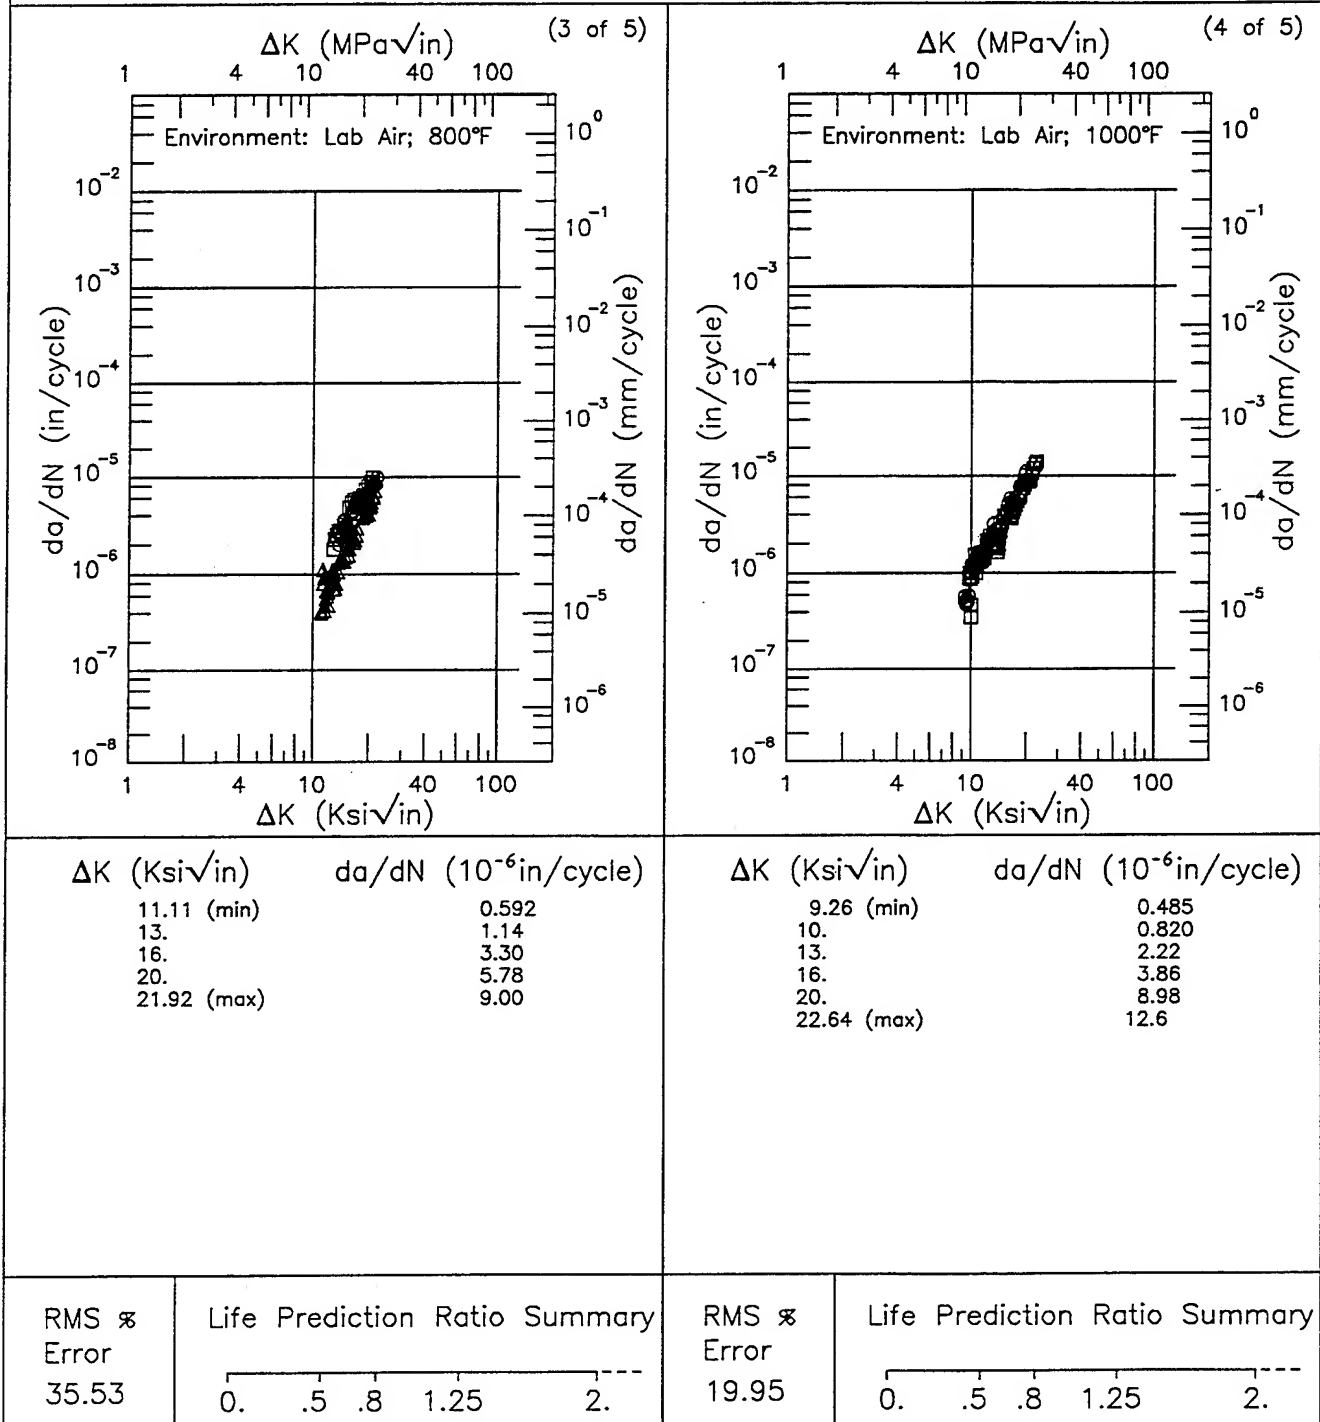 (3 of 5)
ΔK (MPa√in)
1 4 10 40 100
Environment: Lab Air; 800°F
10⁻²
10⁻³
10⁻⁴
10⁻⁵
10⁻⁶
10⁻⁷
10⁻⁸
da/dN (in/cycle)
10⁰
10⁻¹
10⁻²
10⁻³
10⁻⁴
10⁻⁵
10⁻⁶
da/dN (mm/cycle)
1 4 10 40 100
ΔK (Ksi√in)
(4 of 5)
ΔK (MPa√in)
1 4 10 40 100
Environment: Lab Air; 1000°F
10⁻²
10⁻³
10⁻⁴
10⁻⁵
10⁻⁶
10⁻⁷
10⁻⁸
da/dN (in/cycle)
10⁰
10⁻¹
10⁻²
10⁻³
10⁻⁴
10⁻⁵
10⁻⁶
da/dN (mm/cycle)
1 4 10 40 100
ΔK (Ksi√in)
ΔK (Ksi√in) da/dN (10⁻⁶in/cycle)
11.11 (min) 0.592
13. 1.14
16. 3.30
20. 5.78
21.92 (max) 9.00
ΔK (Ksi√in) da/dN (10⁻⁶in/cycle)
9.26 (min) 0.485
10. 0.820
13. 2.22
16. 3.86
20. 8.98
22.64 (max) 12.6
RMS %
Error
35.53
Life Prediction Ratio Summary
0. .5 .8 1.25 2.
RMS %
Error
19.95
Life Prediction Ratio Summary
0. .5 .8 1.25 2.